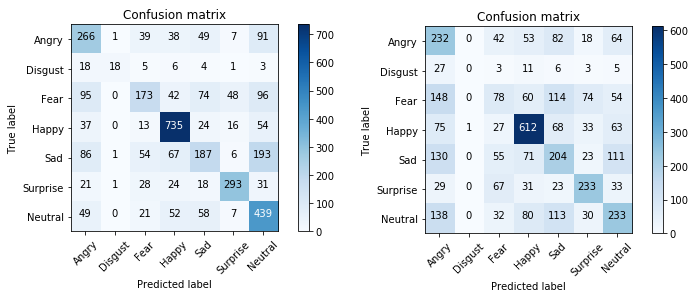 Confusion matrix
True label
Angry 266 1 39 38 49 7 91
Disgust 18 18 5 6 4 1 3
Fear 95 0 173 42 74 48 96
Happy 37 0 13 735 24 16 54
Sad 86 1 54 67 187 6 193
Surprise 21 1 28 24 18 293 31
Neutral 49 0 21 52 58 7 439
Angry Disgust Fear Happy Sad Surprise Neutral
Predicted label
700
600
500
400
300
200
100
0
Confusion matrix
True label
Angry 232 0 42 53 82 18 64
Disgust 27 0 3 11 6 3 5
Fear 148 0 78 60 114 74 54
Happy 75 1 27 612 68 33 63
Sad 130 0 55 71 204 23 111
Surprise 29 0 67 31 23 233 33
Neutral 138 0 32 80 113 30 233
Angry Disgust Fear Happy Sad Surprise Neutral
Predicted label
600
500
400
300
200
100
0